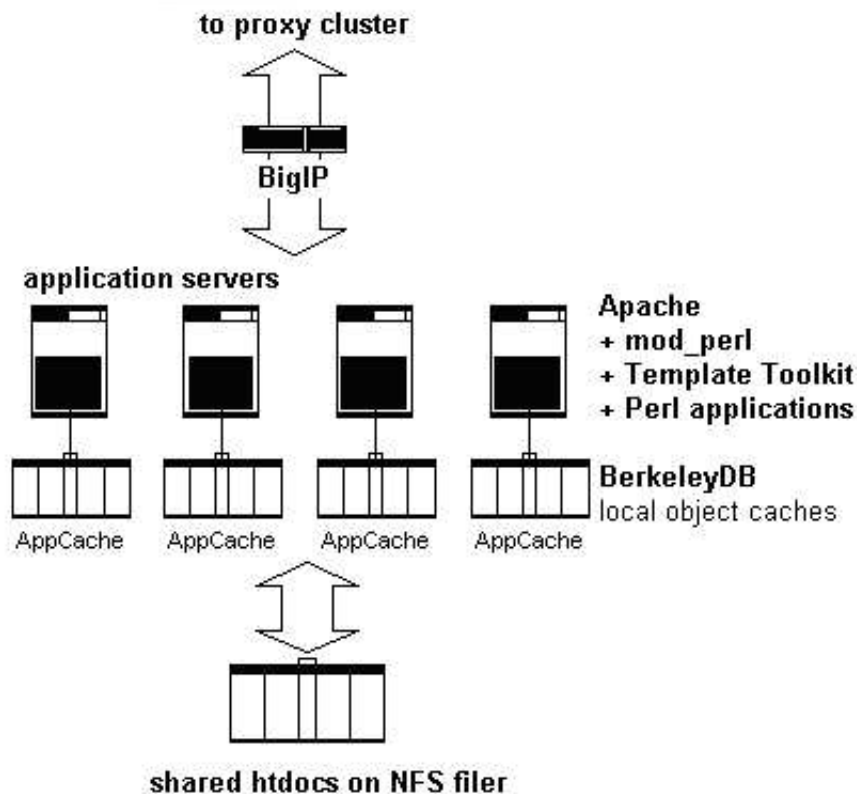 to proxy cluster
BigIP
application servers
Apache
+ mod_perl
+ Template Toolkit
+ Perl applications
BerkeleyDB
local object caches
AppCache AppCache AppCache AppCache
shared htdocs on NFS filer